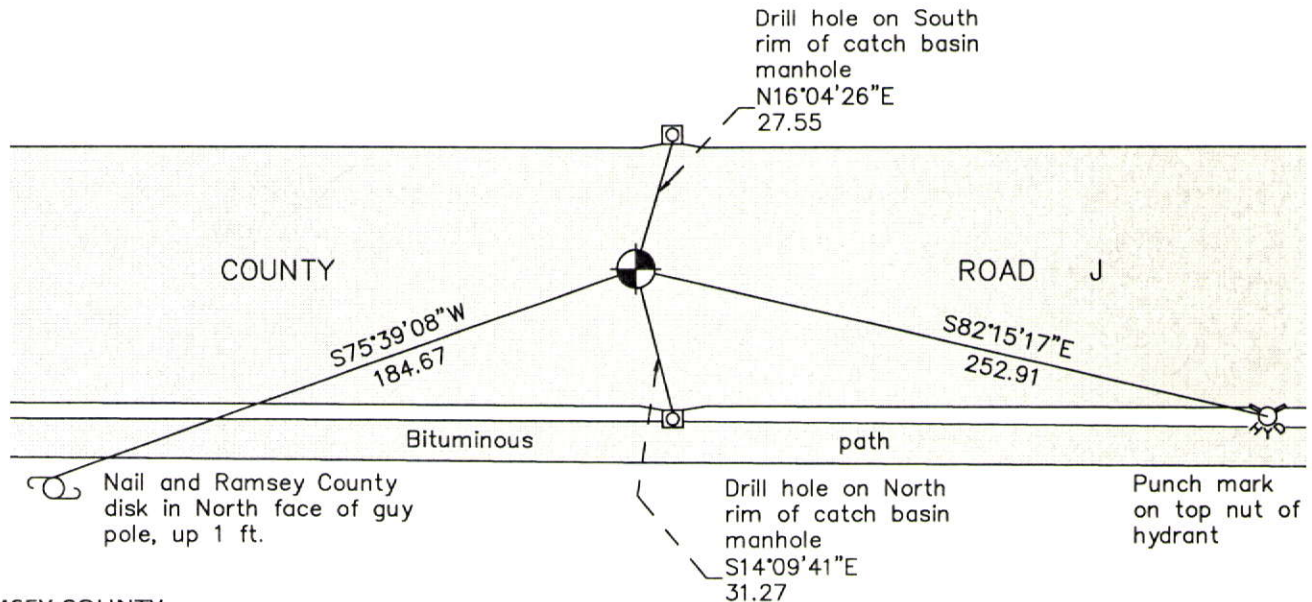 Drill hole on South
rim of catch basin
manhole
N16°04'26"E
27.55
COUNTY
ROAD J
S75°39'08"W
184.67
S82°15'17"E
252.91
Bituminous
path
HYD
Nail and Ramsey County
disk in North face of guy
pole, up 1 ft.
Drill hole on North
rim of catch basin
manhole
S14°09'41"E
31.27
Punch mark
on top nut of
hydrant